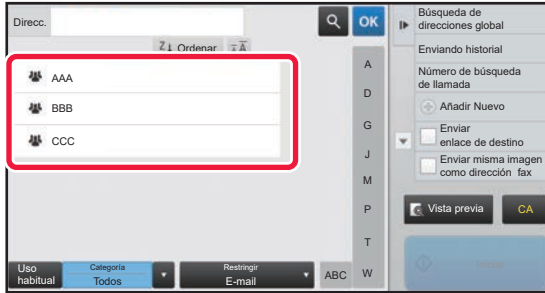 Direcc.
OK
Ordenar
AAA
BBB
CCC
A
D
G
J
M
P
T
W
Uso
habitual
Categoría
Todos
Restringir
E-mail
ABC
Búsqueda de
direcciones global
Enviando historial
Número de búsqueda
de llamada
Añadir Nuevo
Enviar
enlace de destino
Enviar misma imagen
como dirección fax
Vista previa
CA